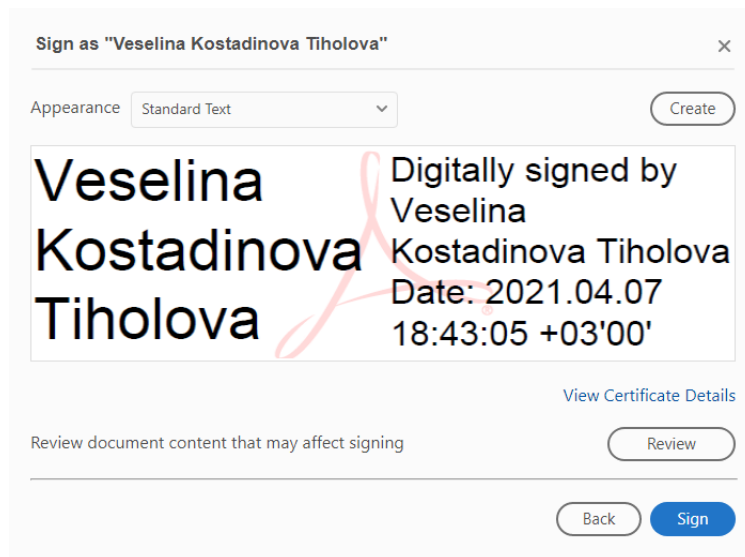 Sign as "Veselina Kostadinova Tiholova"
Appearance
Standard Text
Create
Veselina
Kostadinova
Tiholova
Digitally signed by
Veselina
Kostadinova Tiholova
Date: 2021.04.07
18:43:05 +03'00'
View Certificate Details
Review document content that may affect signing
Review
Back
Sign